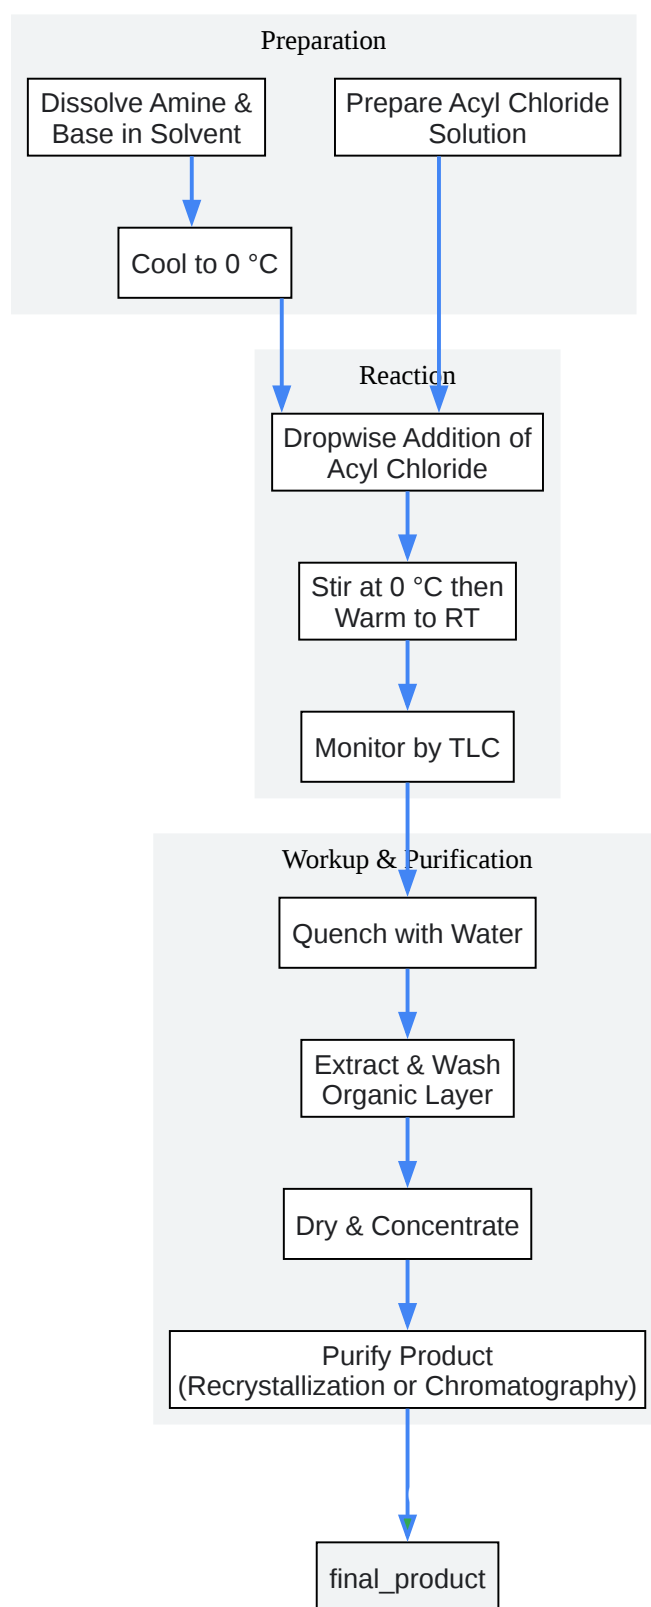 Preparation
Dissolve Amine &
Base in Solvent
Prepare Acyl Chloride
Solution
Cool to 0 °C
Reaction
Dropwise Addition of
Acyl Chloride
Stir at 0 °C then
Warm to RT
Monitor by TLC
Workup & Purification
Quench with Water
Extract & Wash
Organic Layer
Dry & Concentrate
Purify Product
(Recrystallization or Chromatography)
final_product